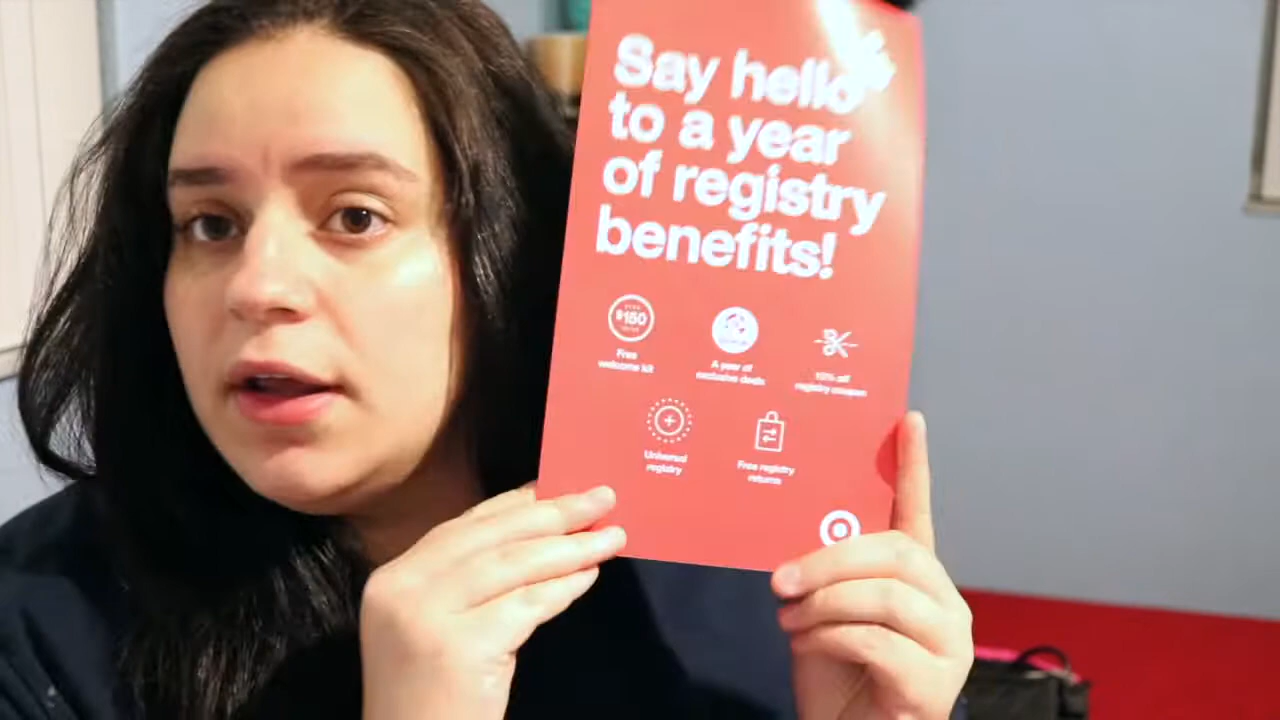 Say hello
to a year
of registry
benefits!
$150
Free
welcome kit
A year of
exclusive deals
15% off
registry coupon
Universal
registry
Free registry
returns